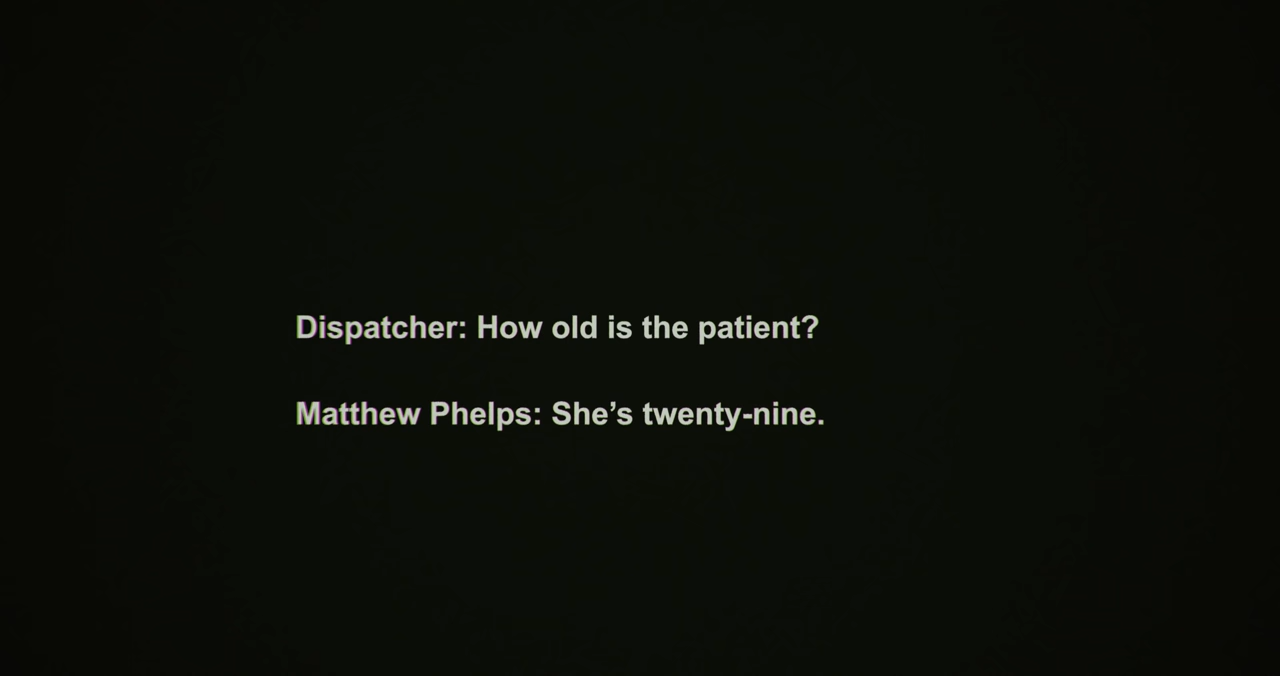 Dispatcher: How old is the patient?
Matthew Phelps: She’s twenty-nine.